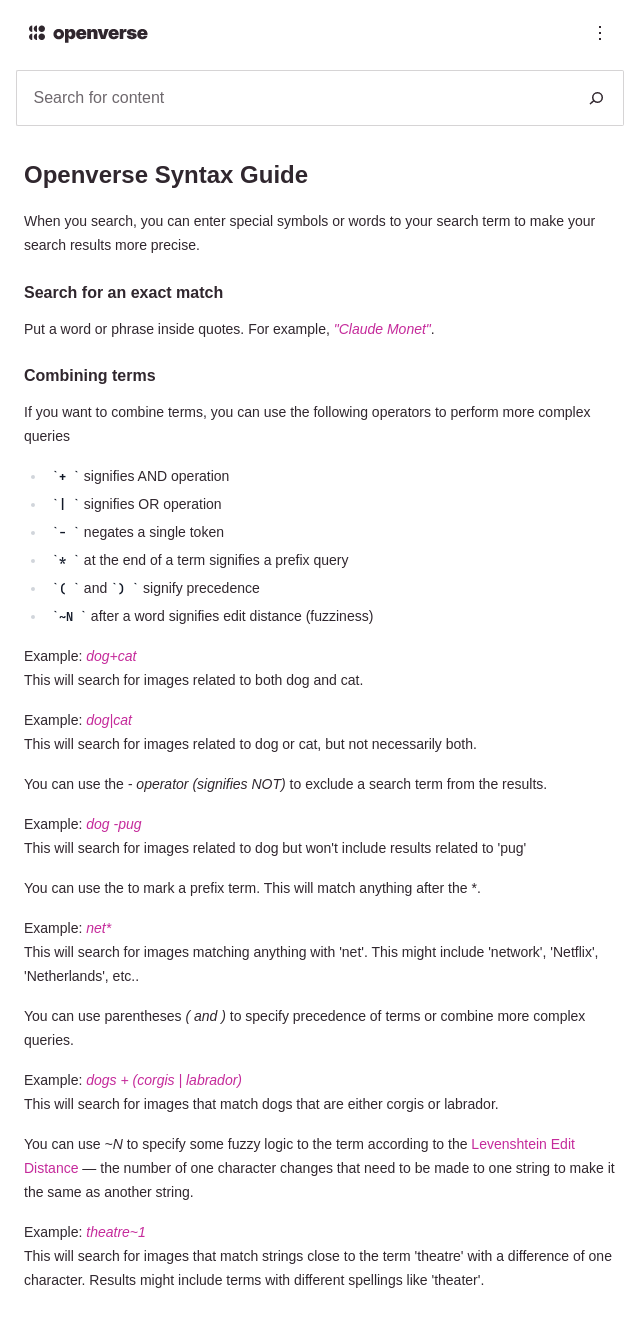 openverse
Search for content
Openverse Syntax Guide
When you search, you can enter special symbols or words to your search term to make your
search results more precise.
Search for an exact match
Put a word or phrase inside quotes. For example, "Claude Monet".
Combining terms
If you want to combine terms, you can use the following operators to perform more complex
queries
`+ ` signifies AND operation
`| ` signifies OR operation
`- ` negates a single token
`* ` at the end of a term signifies a prefix query
`( ` and `) ` signify precedence
`~N ` after a word signifies edit distance (fuzziness)
Example: dog+cat
This will search for images related to both dog and cat.
Example: dog|cat
This will search for images related to dog or cat, but not necessarily both.
You can use the - operator (signifies NOT) to exclude a search term from the results.
Example: dog -pug
This will search for images related to dog but won't include results related to 'pug'
You can use the to mark a prefix term. This will match anything after the *.
Example: net*
This will search for images matching anything with 'net'. This might include 'network', 'Netflix',
'Netherlands', etc..
You can use parentheses ( and ) to specify precedence of terms or combine more complex
queries.
Example: dogs + (corgis | labrador)
This will search for images that match dogs that are either corgis or labrador.
You can use ~N to specify some fuzzy logic to the term according to the Levenshtein Edit
Distance — the number of one character changes that need to be made to one string to make it
the same as another string.
Example: theatre~1
This will search for images that match strings close to the term 'theatre' with a difference of one
character. Results might include terms with different spellings like 'theater'.